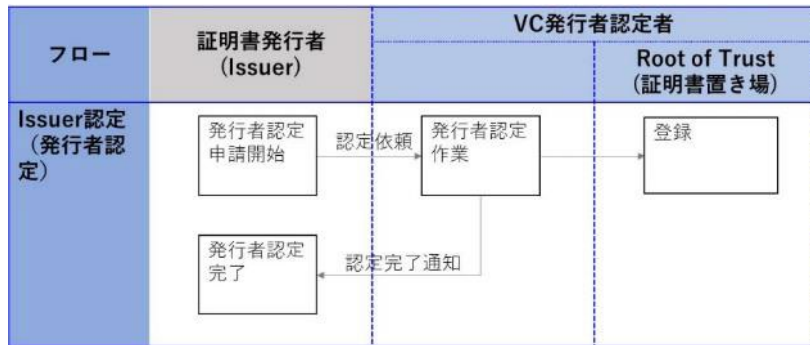 フロー
証明書発行者
(Issuer)
VC発行者認定者
Root of Trust
(証明書置き場)
Issuer認定
(発行者認
定)
発行者認定
申請開始
認定依頼
発行者認定
作業
登録
発行者認定
完了
認定完了通知